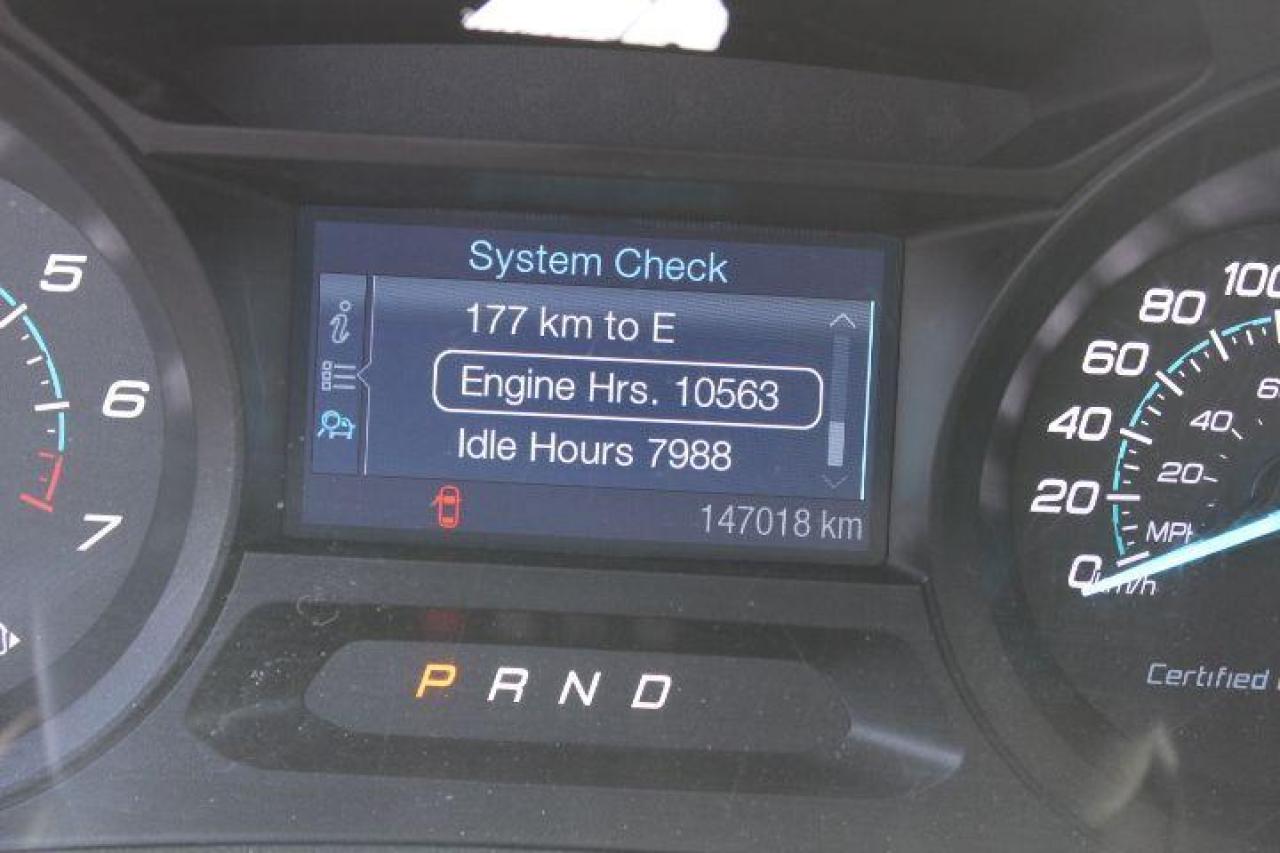 System Check
177 km to E
Engine Hrs. 10563
Idle Hours 7988
147018 km
5
6
7
P R N D
100
80
60
40
20
0
40
20
MPH
km/h
Certified